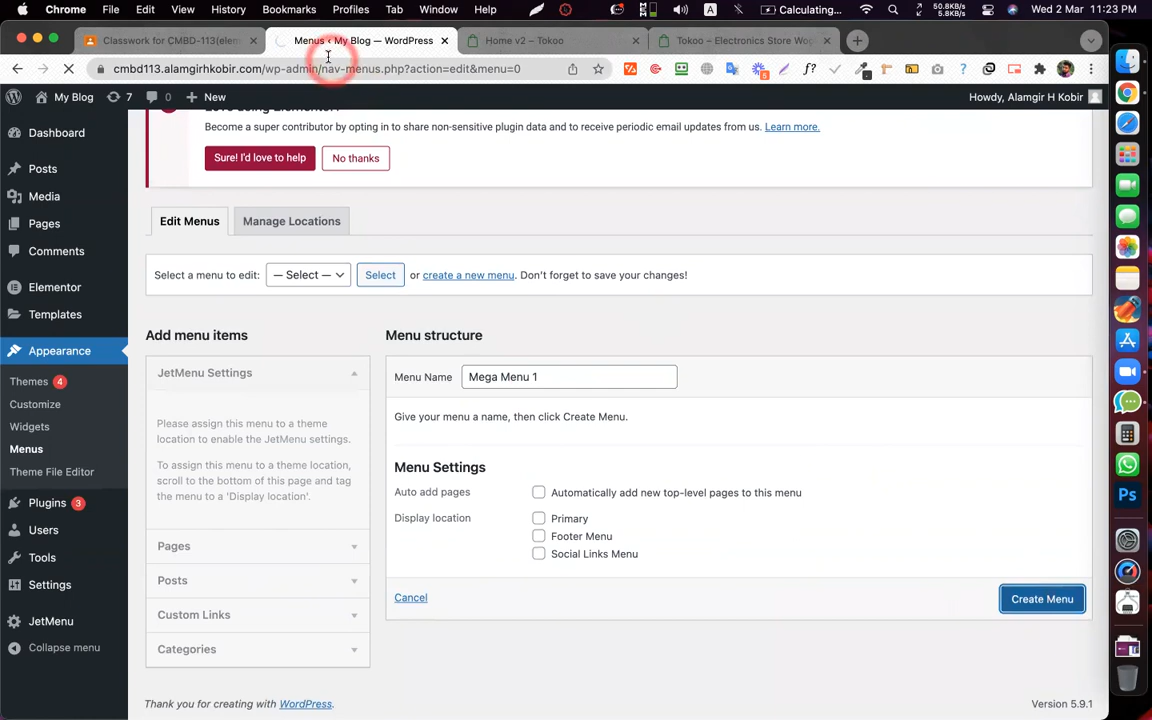 Chrome File Edit View History Bookmarks Profiles Tab Window Help A Calculating... 50.8KB/s 5.8KB/s Wed 2 Mar 11:23 PM
Classwork for CMBD-113(elem Menus ‹ My Blog — WordPress Home v2 – Tokoo Tokoo – Electronics Store Woo
cmbd113.alamgirhkobir.com/wp-admin/nav-menus.php?action=edit&menu=0
My Blog 7 0 New Howdy, Alamgir H Kobir
Become a super contributor by opting in to share non-sensitive plugin data and to receive periodic email updates from us. Learn more.
Sure! I'd love to help No thanks
Dashboard
Posts
Media
Pages
Comments
Elementor
Templates
Appearance
Themes 4
Customize
Widgets
Menus
Theme File Editor
Plugins 3
Users
Tools
Settings
JetMenu
Collapse menu
Edit Menus Manage Locations
Select a menu to edit: — Select — Select or create a new menu. Don't forget to save your changes!
Add menu items
JetMenu Settings
Please assign this menu to a theme
location to enable the JetMenu settings.
To assign this menu to a theme location,
scroll to the bottom of this page and tag
the menu to a 'Display location'.
Pages
Posts
Custom Links
Categories
Menu structure
Menu Name Mega Menu 1
Give your menu a name, then click Create Menu.
Menu Settings
Auto add pages Automatically add new top-level pages to this menu
Display location Primary
Footer Menu
Social Links Menu
Cancel Create Menu
Thank you for creating with WordPress. Version 5.9.1
Ps